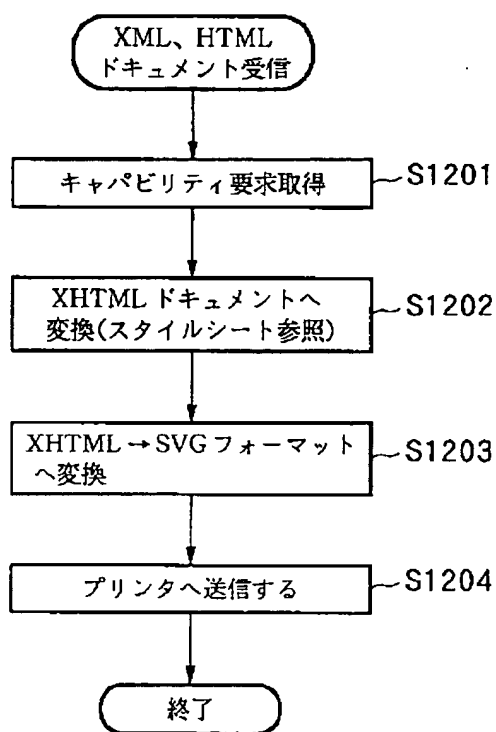 XML、HTML
ドキュメント受信
キャパビリティ要求取得
S1201
XHTML ドキュメントへ
変換(スタイルシート参照)
S1202
XHTML→SVG フォーマット
へ変換
S1203
プリンタへ送信する
S1204
終了